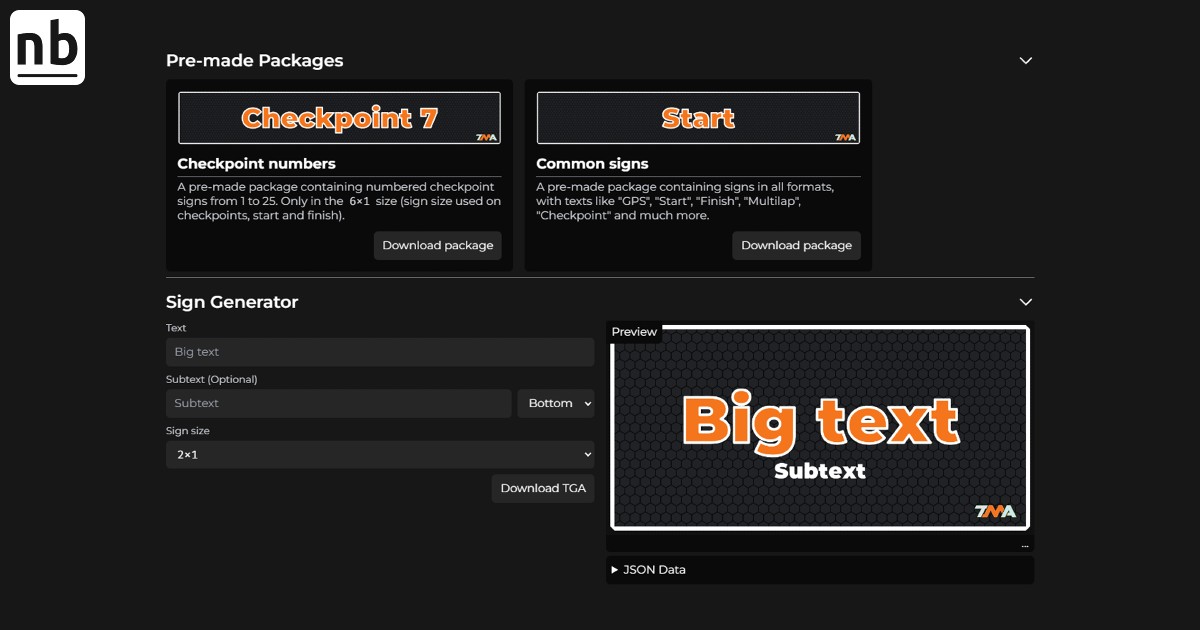 nb
Pre-made Packages
Checkpoint 7
7MA
Start
7MA
Checkpoint numbers
A pre-made package containing numbered checkpoint
signs from 1 to 25. Only in the 6×1 size (sign size used on
checkpoints, start and finish).
Download package
Common signs
A pre-made package containing signs in all formats,
with texts like "GPS", "Start", "Finish", "Multilap",
"Checkpoint" and much more.
Download package
Sign Generator
Text
Big text
Subtext (Optional)
Subtext
Bottom
Sign size
2×1
Download TGA
Preview
Big text
Subtext
7MA
...
JSON Data